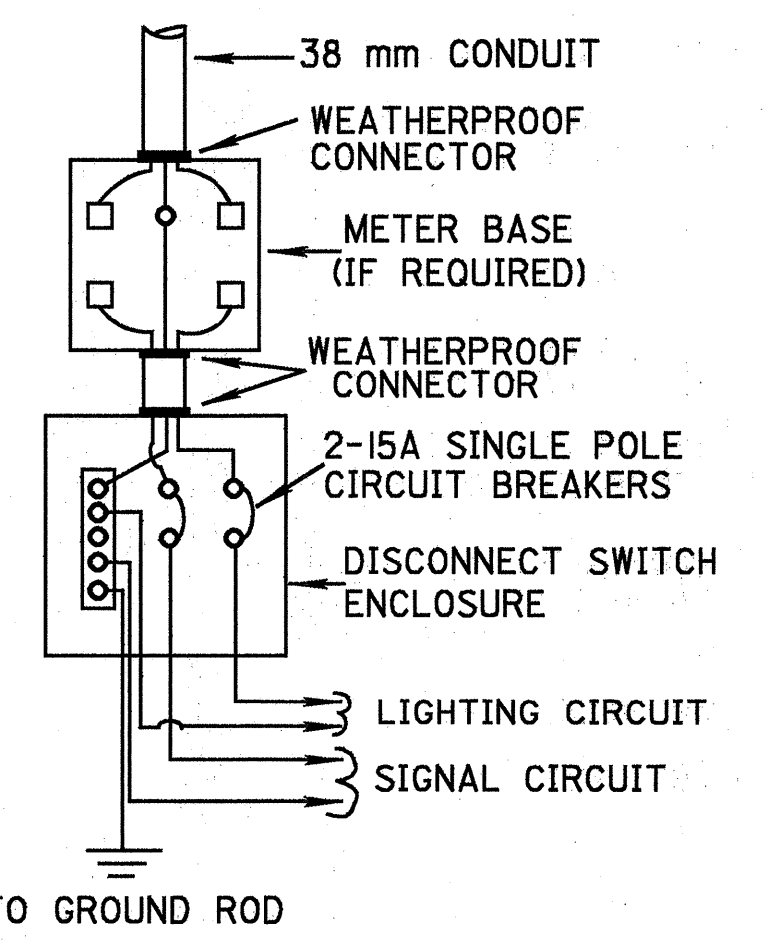 38 mm CONDUIT
WEATHERPROOF
CONNECTOR
METER BASE
(IF REQUIRED)
WEATHERPROOF
CONNECTOR
2-15A SINGLE POLE
CIRCUIT BREAKERS
DISCONNECT SWITCH
ENCLOSURE
LIGHTING CIRCUIT
SIGNAL CIRCUIT
TO GROUND ROD